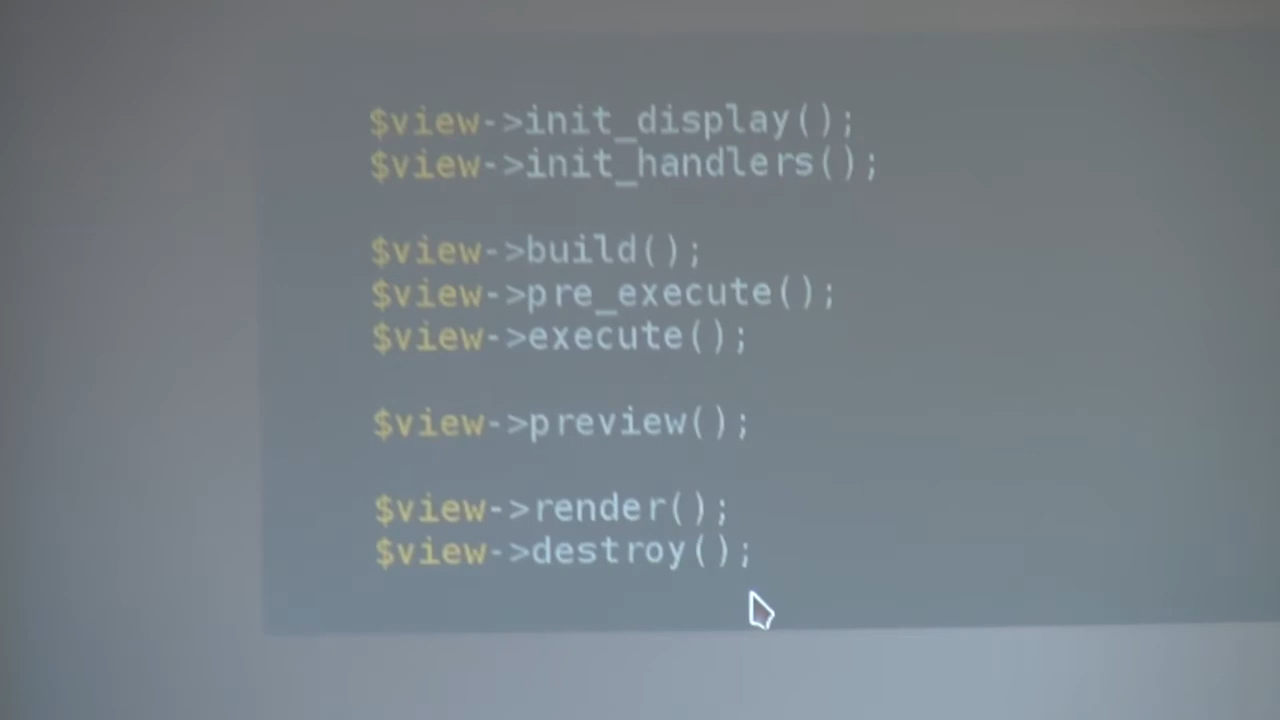 $view->init_display();
$view->init_handlers();
$view->build();
$view->pre_execute();
$view->execute();
$view->preview();
$view->render();
$view->destroy();